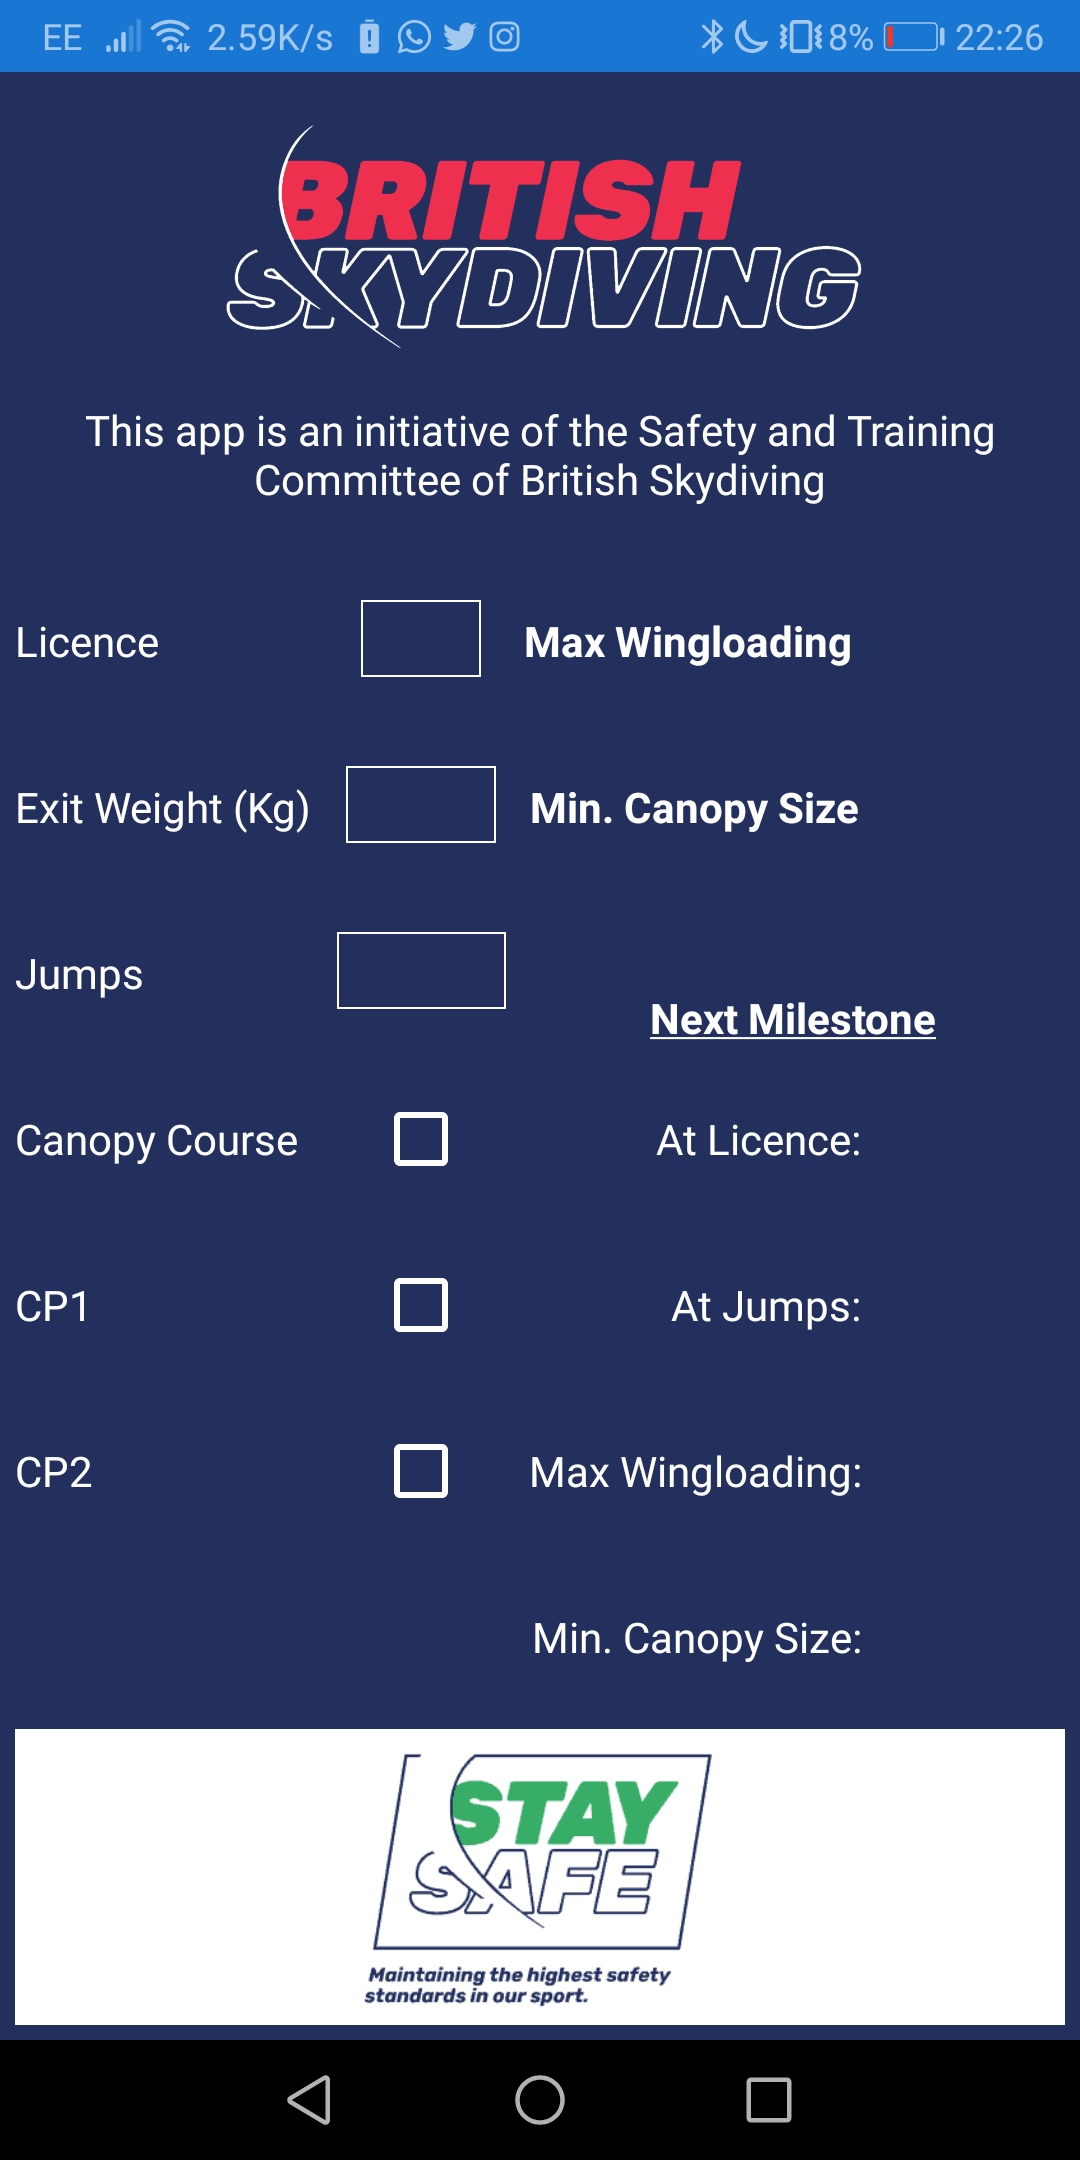 EE 2.59K/s 8% 22:26
BRITISH
SKYDIVING
This app is an initiative of the Safety and Training
Committee of British Skydiving
Licence Max Wingloading
Exit Weight (Kg) Min. Canopy Size
Jumps
Next Milestone
Canopy Course At Licence:
CP1 At Jumps:
CP2 Max Wingloading:
Min. Canopy Size:
STAY
SAFE
Maintaining the highest safety
standards in our sport.